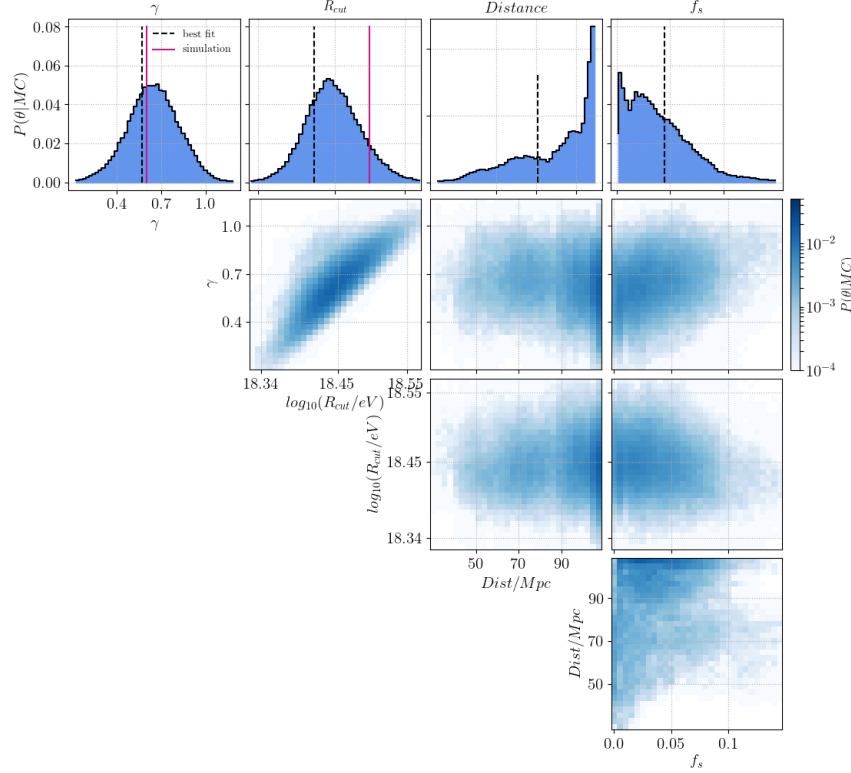 γ R_cut Distance f_s
best fit
simulation
P(θ|MC)
0.08
0.06
0.04
0.02
0.00
0.4 0.7 1.0
γ
γ
1.0
0.7
0.4
18.34 18.45 18.55
log₁₀(R_cut/eV)
10⁻²
10⁻³
10⁻⁴
P(θ|MC)
log₁₀(R_cut/eV)
18.55
18.45
18.34
50 70 90
Dist/Mpc
Dist/Mpc
90
70
50
0.0 0.05 0.1
f_s